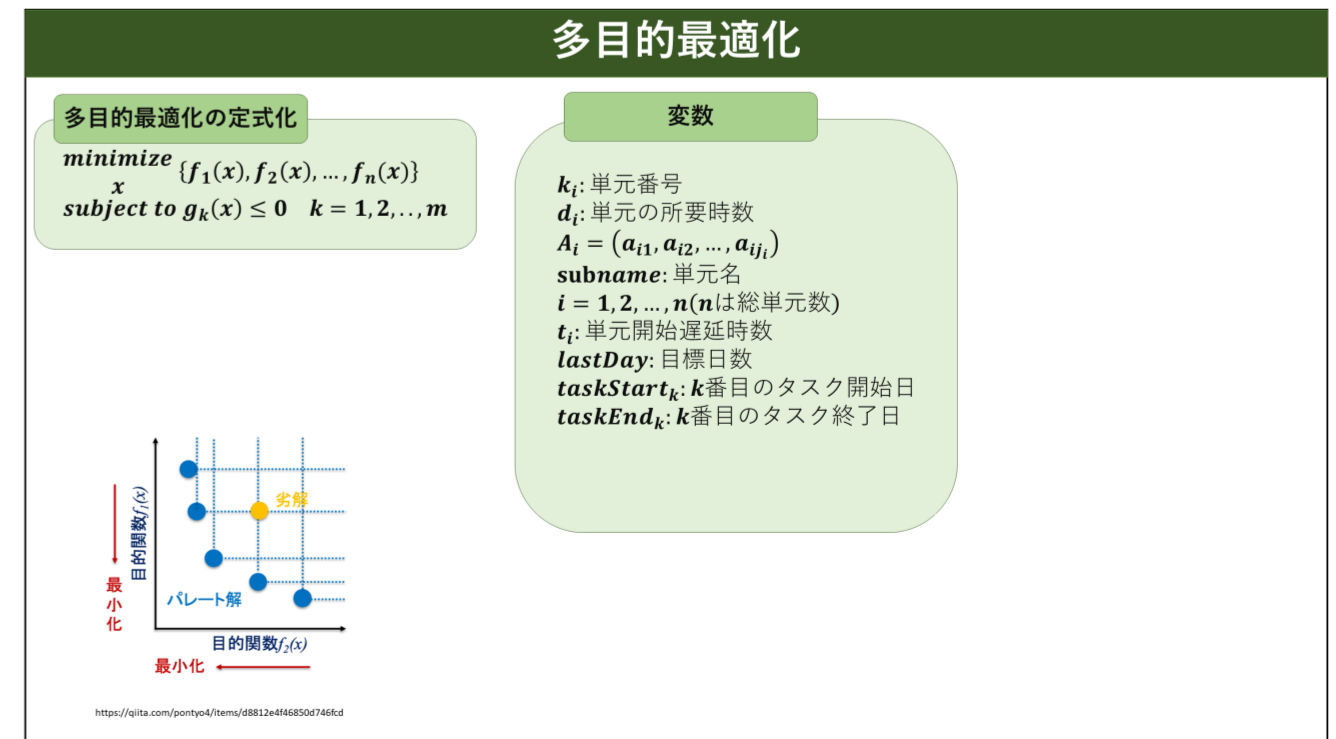 多目的最適化
多目的最適化の定式化
minimize {f₁(x), f₂(x), ..., fₙ(x)}
x
subject to gₖ(x) ≤ 0 k = 1, 2, . . , m
変数
kᵢ: 単元番号
dᵢ: 単元の所要時数
Aᵢ = (a_{i1}, a_{i2}, ..., a_{ij_i})
subname: 単元名
i = 1, 2, ..., n(nは総単元数)
tᵢ: 単元開始遅延時数
lastDay: 目標日数
taskStartₖ: k番目のタスク開始日
taskEndₖ: k番目のタスク終了日
目的関数f₁(x)
最小化
劣解
パレート解
目的関数f₂(x)
最小化
https://qiita.com/pontyo4/items/d8812e4f46850d746fcd